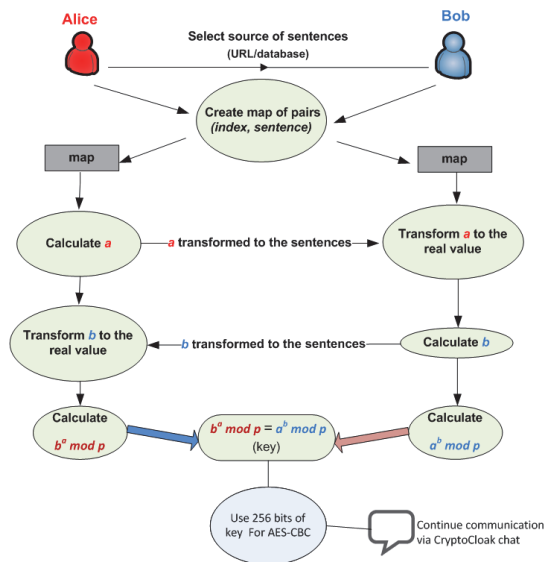 Alice
Bob
Select source of sentences
(URL/database)
Create map of pairs
(index, sentence)
map
map
Calculate a
a transformed to the sentences
Transform a to the
real value
Transform b to the
real value
b transformed to the sentences
Calculate b
Calculate
b^a mod p
b^a mod p = a^b mod p
(key)
Calculate
a^b mod p
Use 256 bits of
key For AES-CBC
Continue communication
via CryptoCloak chat